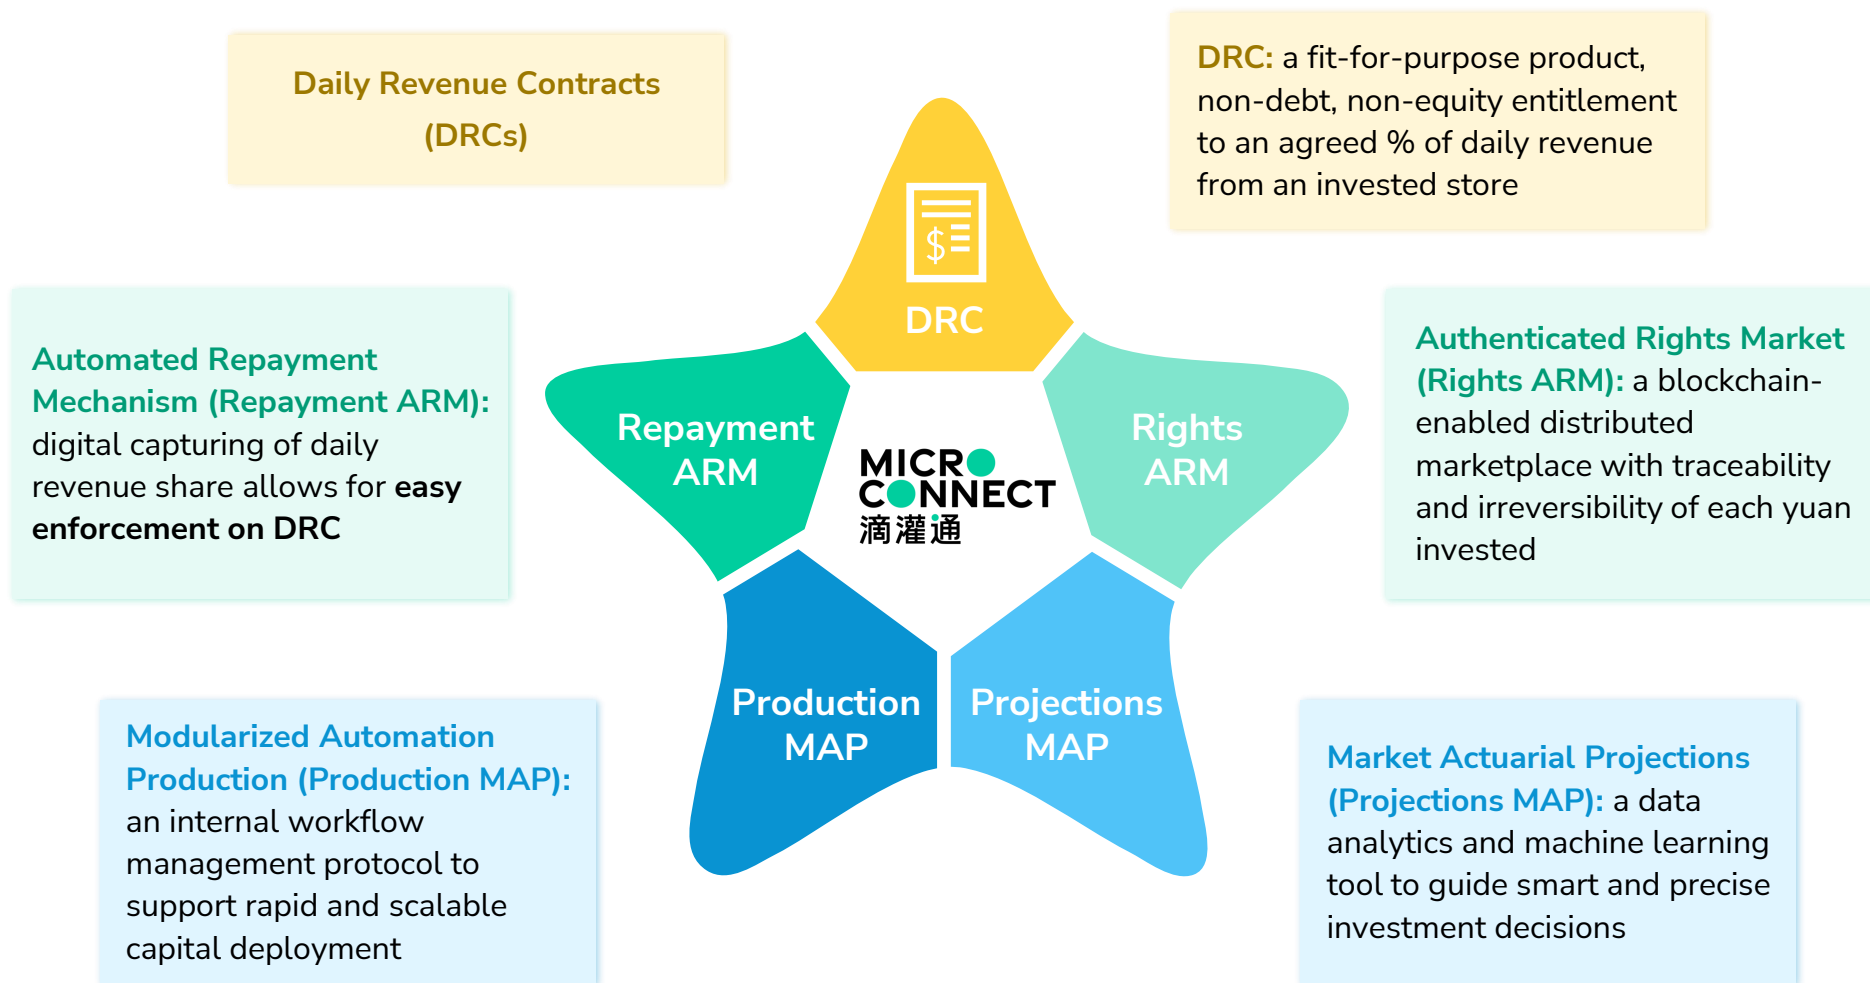 Daily Revenue Contracts
(DRCs)
DRC: a fit-for-purpose product,
non-debt, non-equity entitlement
to an agreed % of daily revenue
from an invested store
$
DRC
Automated Repayment
Mechanism (Repayment ARM):
digital capturing of daily
revenue share allows for easy
enforcement on DRC
Repayment
ARM
MICRO
CONNECT
滴灌通
Rights
ARM
Authenticated Rights Market
(Rights ARM): a blockchain-
enabled distributed
marketplace with traceability
and irreversibility of each yuan
invested
Modularized Automation
Production (Production MAP):
an internal workflow
management protocol to
support rapid and scalable
capital deployment
Production
MAP
Projections
MAP
Market Actuarial Projections
(Projections MAP): a data
analytics and machine learning
tool to guide smart and precise
investment decisions